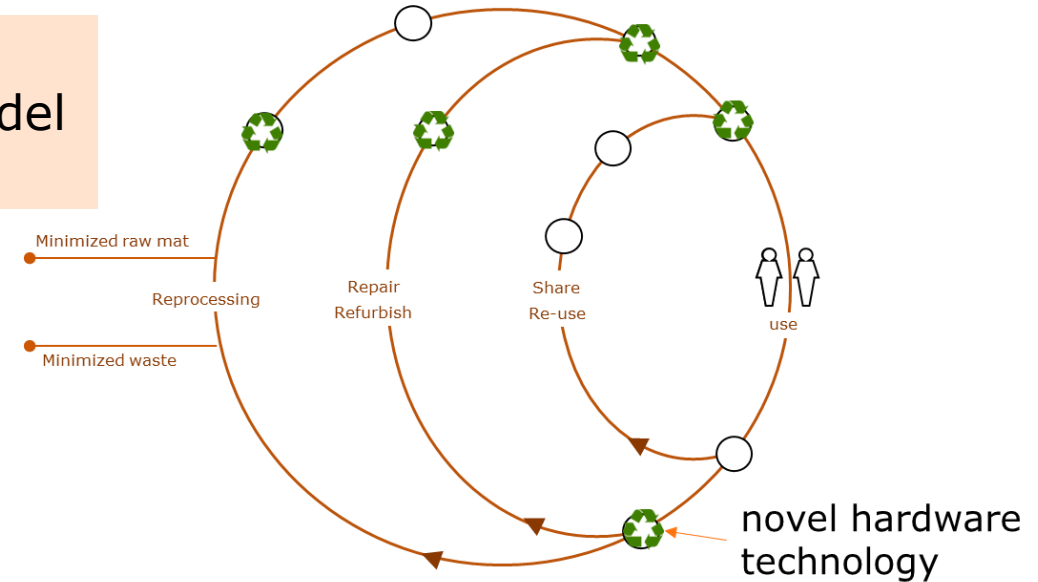 del
Minimized raw mat
Reprocessing
Minimized waste
Repair
Refurbish
Share
Re-use
use
novel hardware
technology